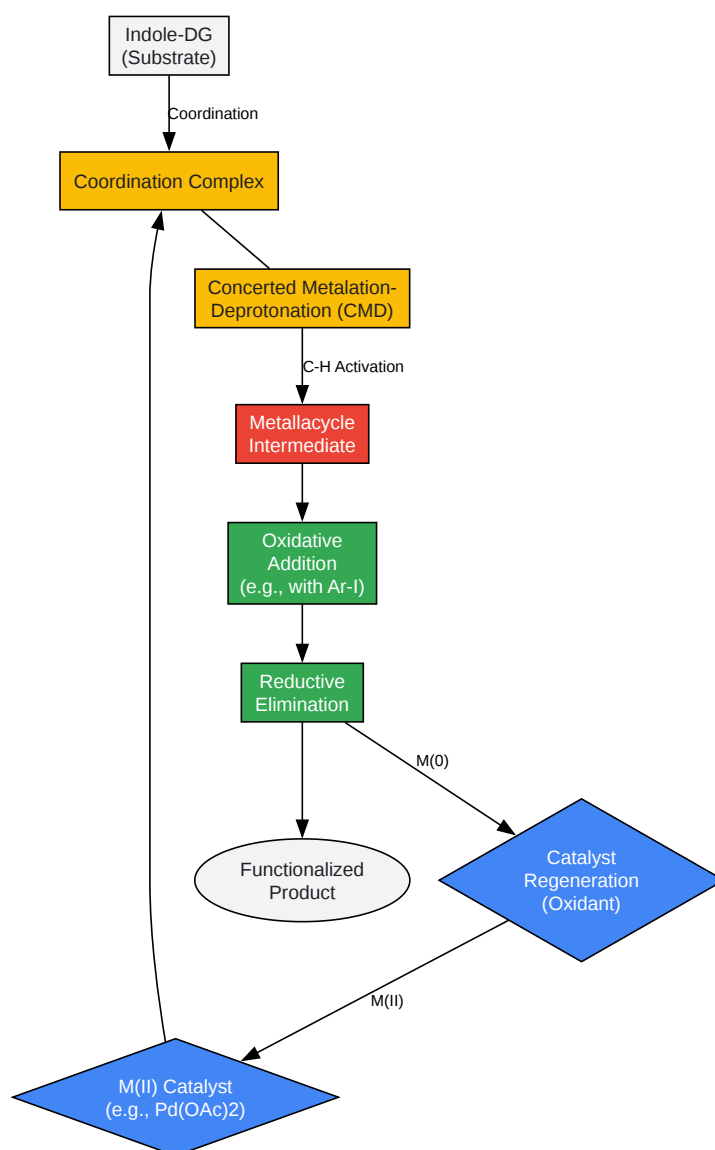 Indole-DG
(Substrate)
Coordination
Coordination Complex
Concerted Metalation-
Deprotonation (CMD)
C-H Activation
Metallacycle
Intermediate
Oxidative
Addition
(e.g., with Ar-I)
Reductive
Elimination
M(0)
Functionalized
Product
Catalyst
Regeneration
(Oxidant)
M(II)
M(II) Catalyst
(e.g., Pd(OAc)2)